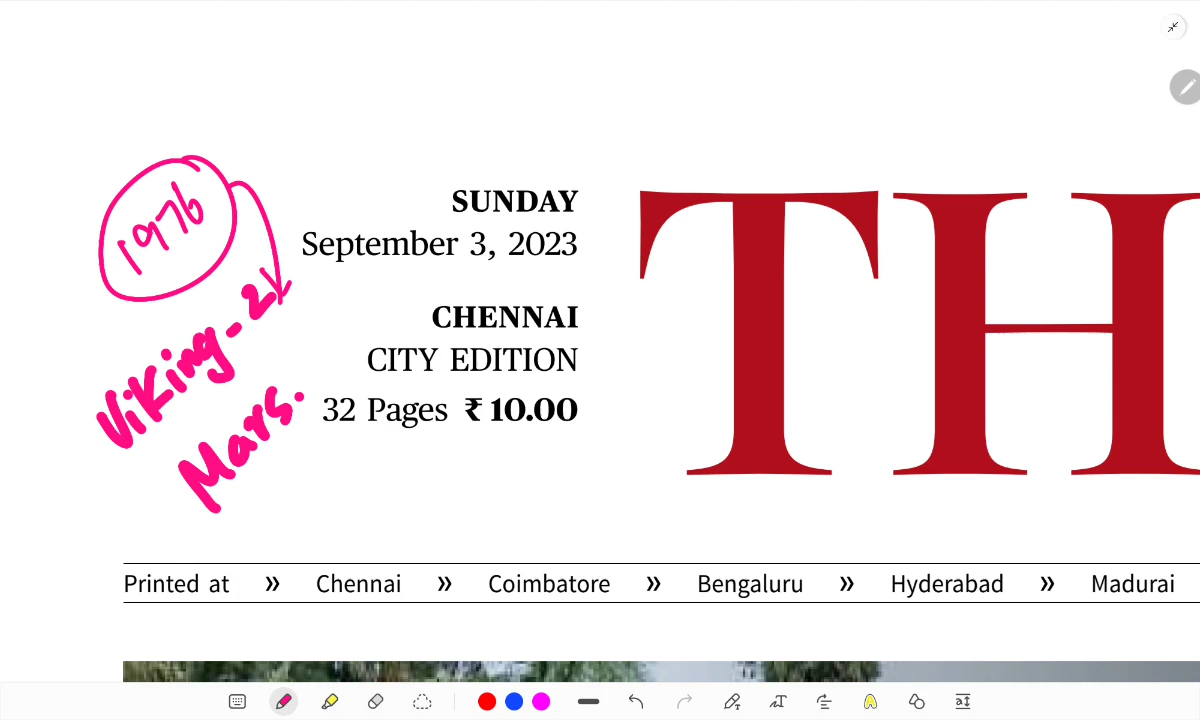 1976
Viking-2
Mars.
SUNDAY
September 3, 2023
CHENNAI
CITY EDITION
32 Pages ₹ 10.00
TH
Printed at » Chennai » Coimbatore » Bengaluru » Hyderabad » Madurai